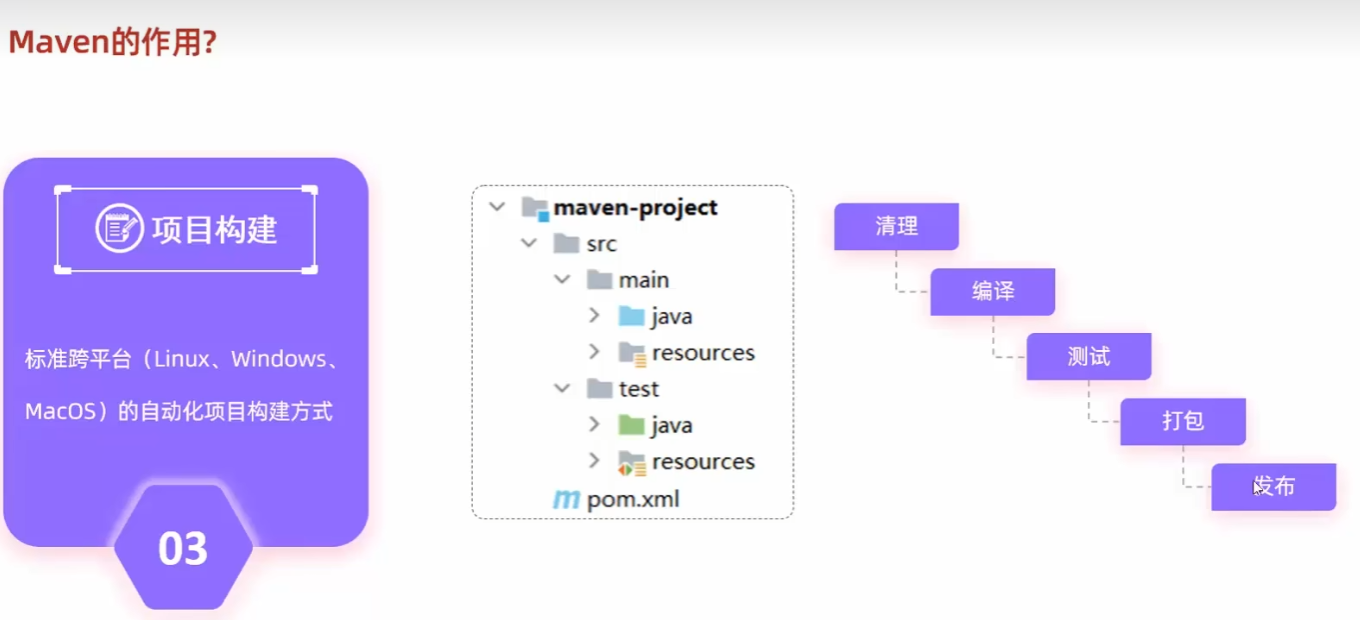 Maven的作用?
项目构建
标准跨平台（Linux、Windows、
MacOS）的自动化项目构建方式
03
maven-project
src
main
java
resources
test
java
resources
pom.xml
清理
编译
测试
打包
发布